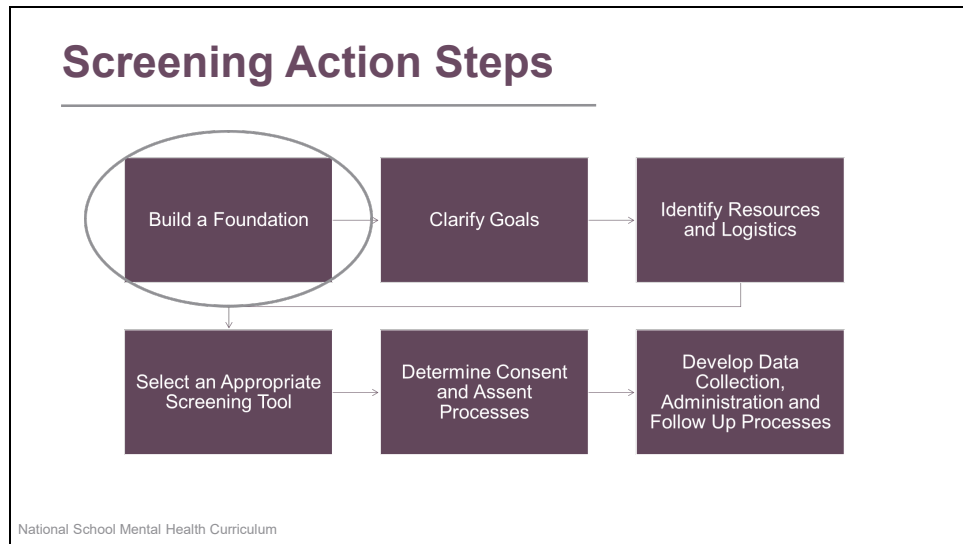 Screening Action Steps
Build a Foundation
Clarify Goals
Identify Resources
and Logistics
Select an Appropriate
Screening Tool
Determine Consent
and Assent
Processes
Develop Data
Collection,
Administration and
Follow Up Processes
National School Mental Health Curriculum